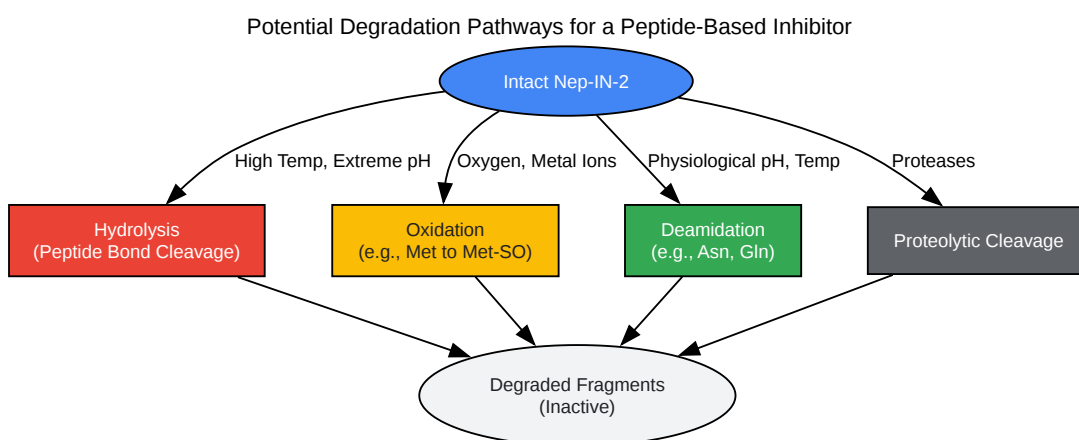 Potential Degradation Pathways for a Peptide-Based Inhibitor
Intact Nep-IN-2
High Temp, Extreme pH
Oxygen, Metal Ions
Physiological pH, Temp
Proteases
Hydrolysis
(Peptide Bond Cleavage)
Oxidation
(e.g., Met to Met-SO)
Deamidation
(e.g., Asn, Gln)
Proteolytic Cleavage
Degraded Fragments
(Inactive)